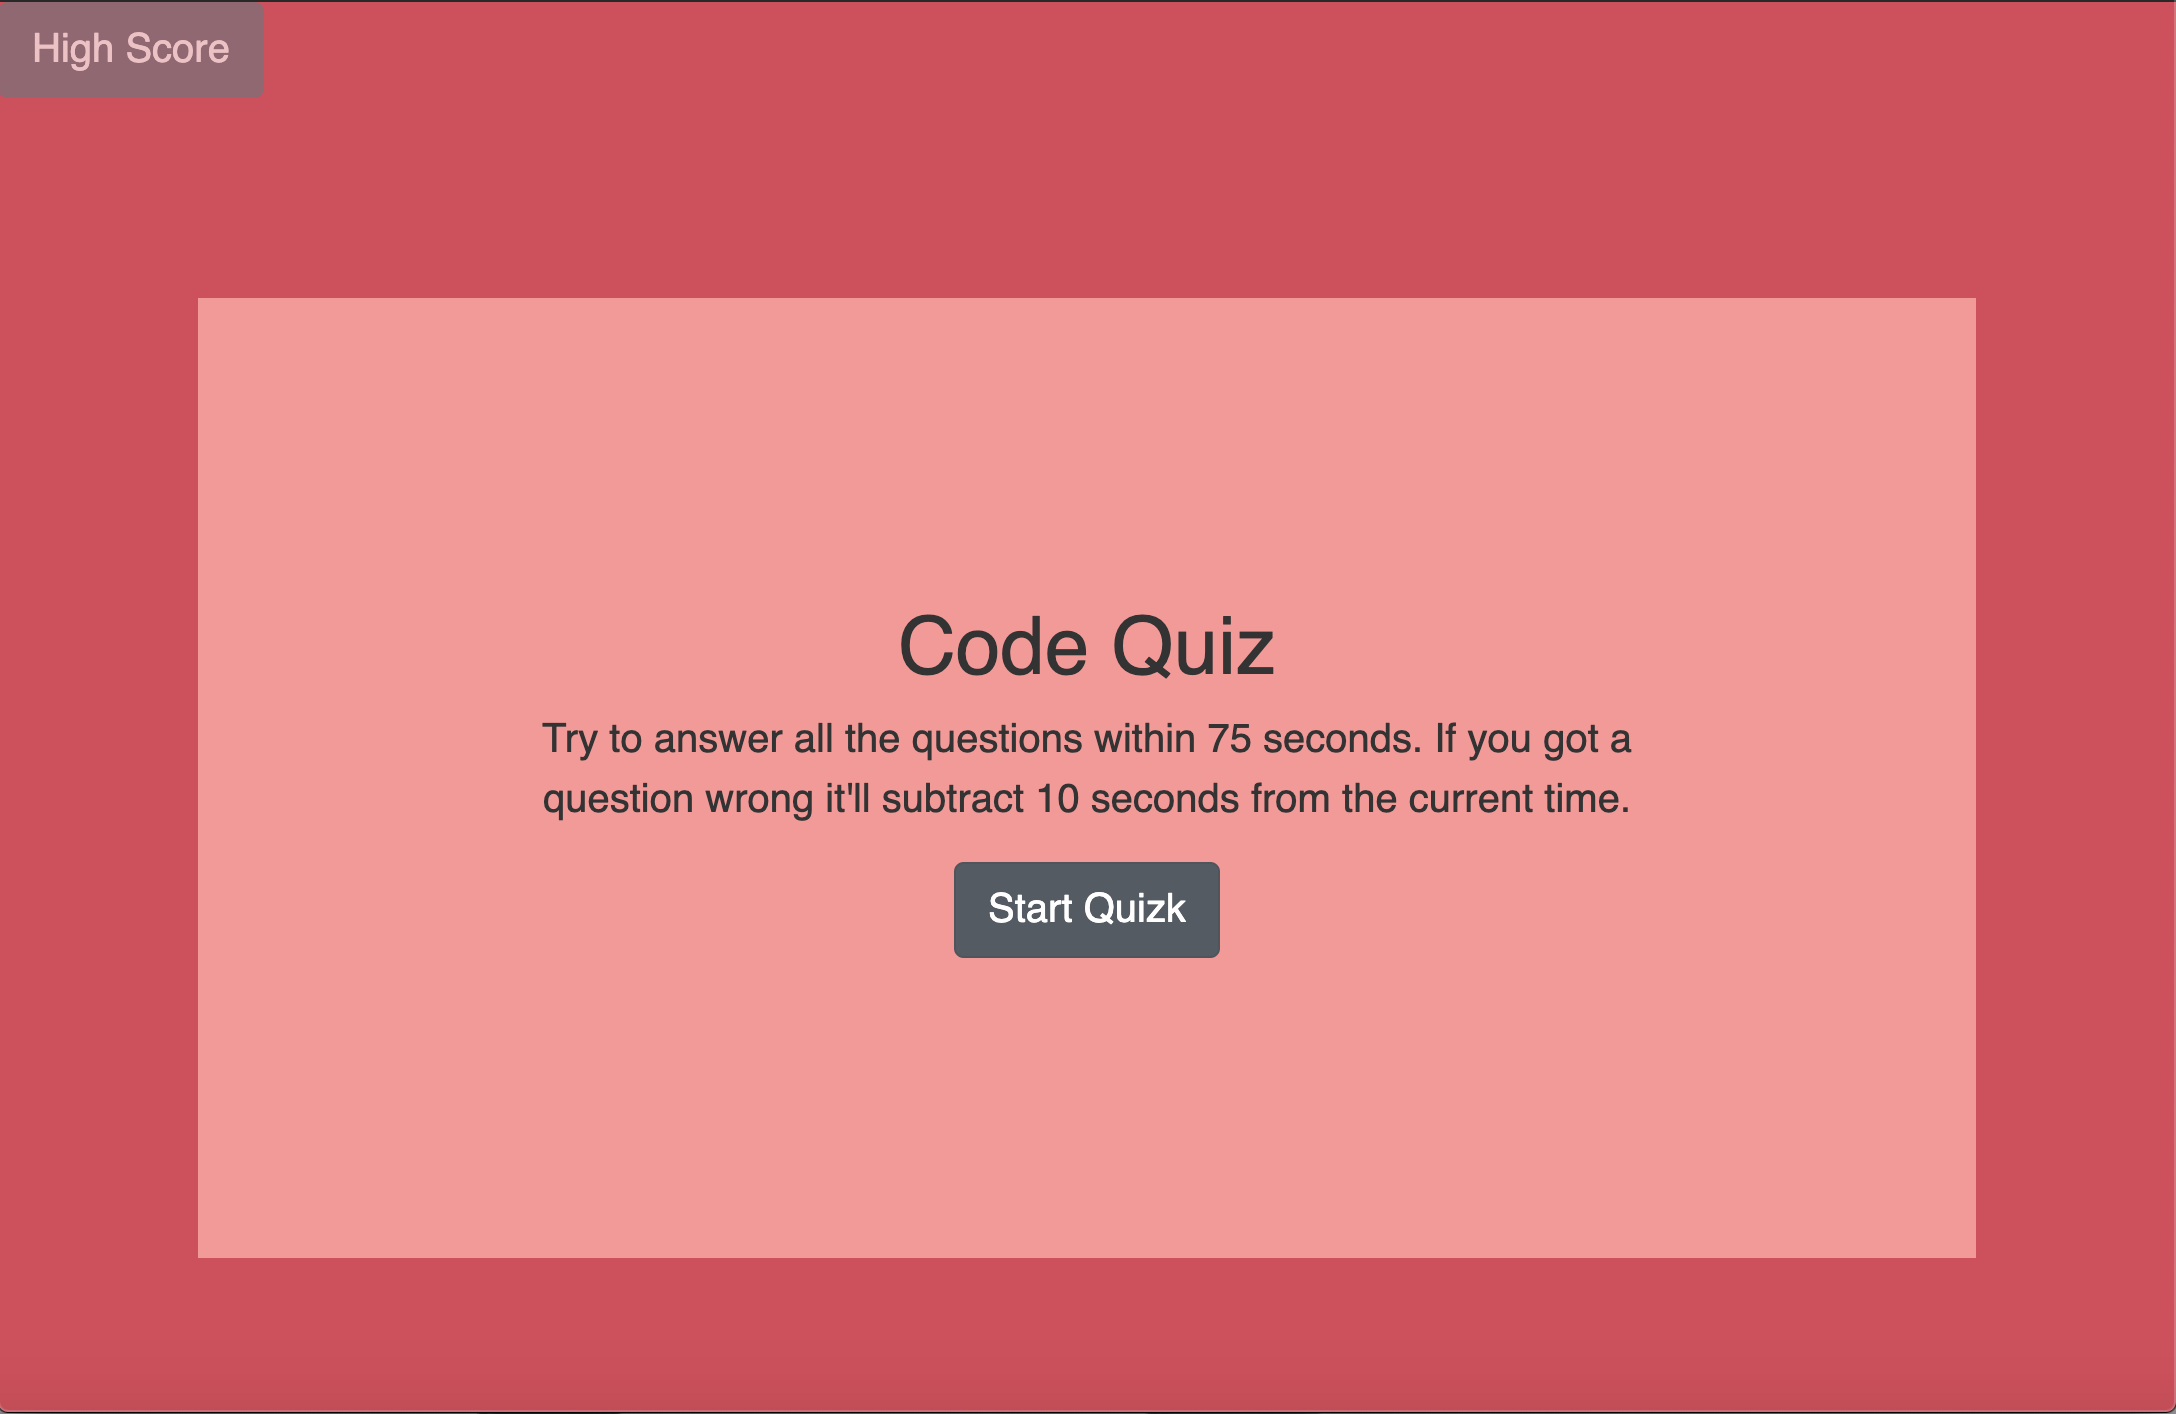 High Score
Code Quiz
Try to answer all the questions within 75 seconds. If you got a
question wrong it'll subtract 10 seconds from the current time.
Start Quizk